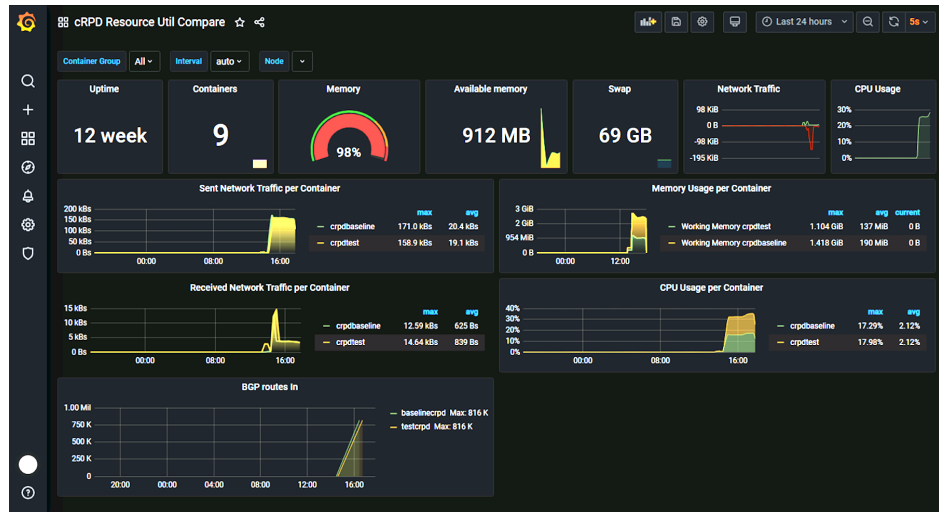 cRPD Resource Util Compare
Last 24 hours
5s
Container Group All Interval auto Node
Uptime
12 week
Containers
9
Memory
98%
Available memory
912 MB
Swap
69 GB
Network Traffic
98 KiB
0 B
-98 KiB
-195 KiB
CPU Usage
30%
20%
10%
0%
Sent Network Traffic per Container
200 kBs
150 kBs
100 kBs
50 kBs
0 Bs
00:00 08:00 16:00
max avg
crpdbaseline 171.0 kBs 20.4 kBs
crpdtest 158.9 kBs 19.1 kBs
Memory Usage per Container
3 GiB
2 GiB
954 MiB
0 B
00:00 12:00
max avg current
Working Memory crpdtest 1.104 GiB 137 MiB 0 B
Working Memory crpdbaseline 1.418 GiB 190 MiB 0 B
Received Network Traffic per Container
15 kBs
10 kBs
5 kBs
0 Bs
00:00 08:00 16:00
max avg
crpdbaseline 12.59 kBs 625 Bs
crpdtest 14.64 kBs 839 Bs
CPU Usage per Container
40%
30%
20%
10%
0%
00:00 08:00 16:00
max avg
crpdbaseline 17.29% 2.12%
crpdtest 17.98% 2.12%
BGP routes In
1.00 Mil
750 K
500 K
250 K
0
20:00 00:00 04:00 08:00 12:00 16:00
baselinecrpd Max: 816 K
testcrpd Max: 816 K